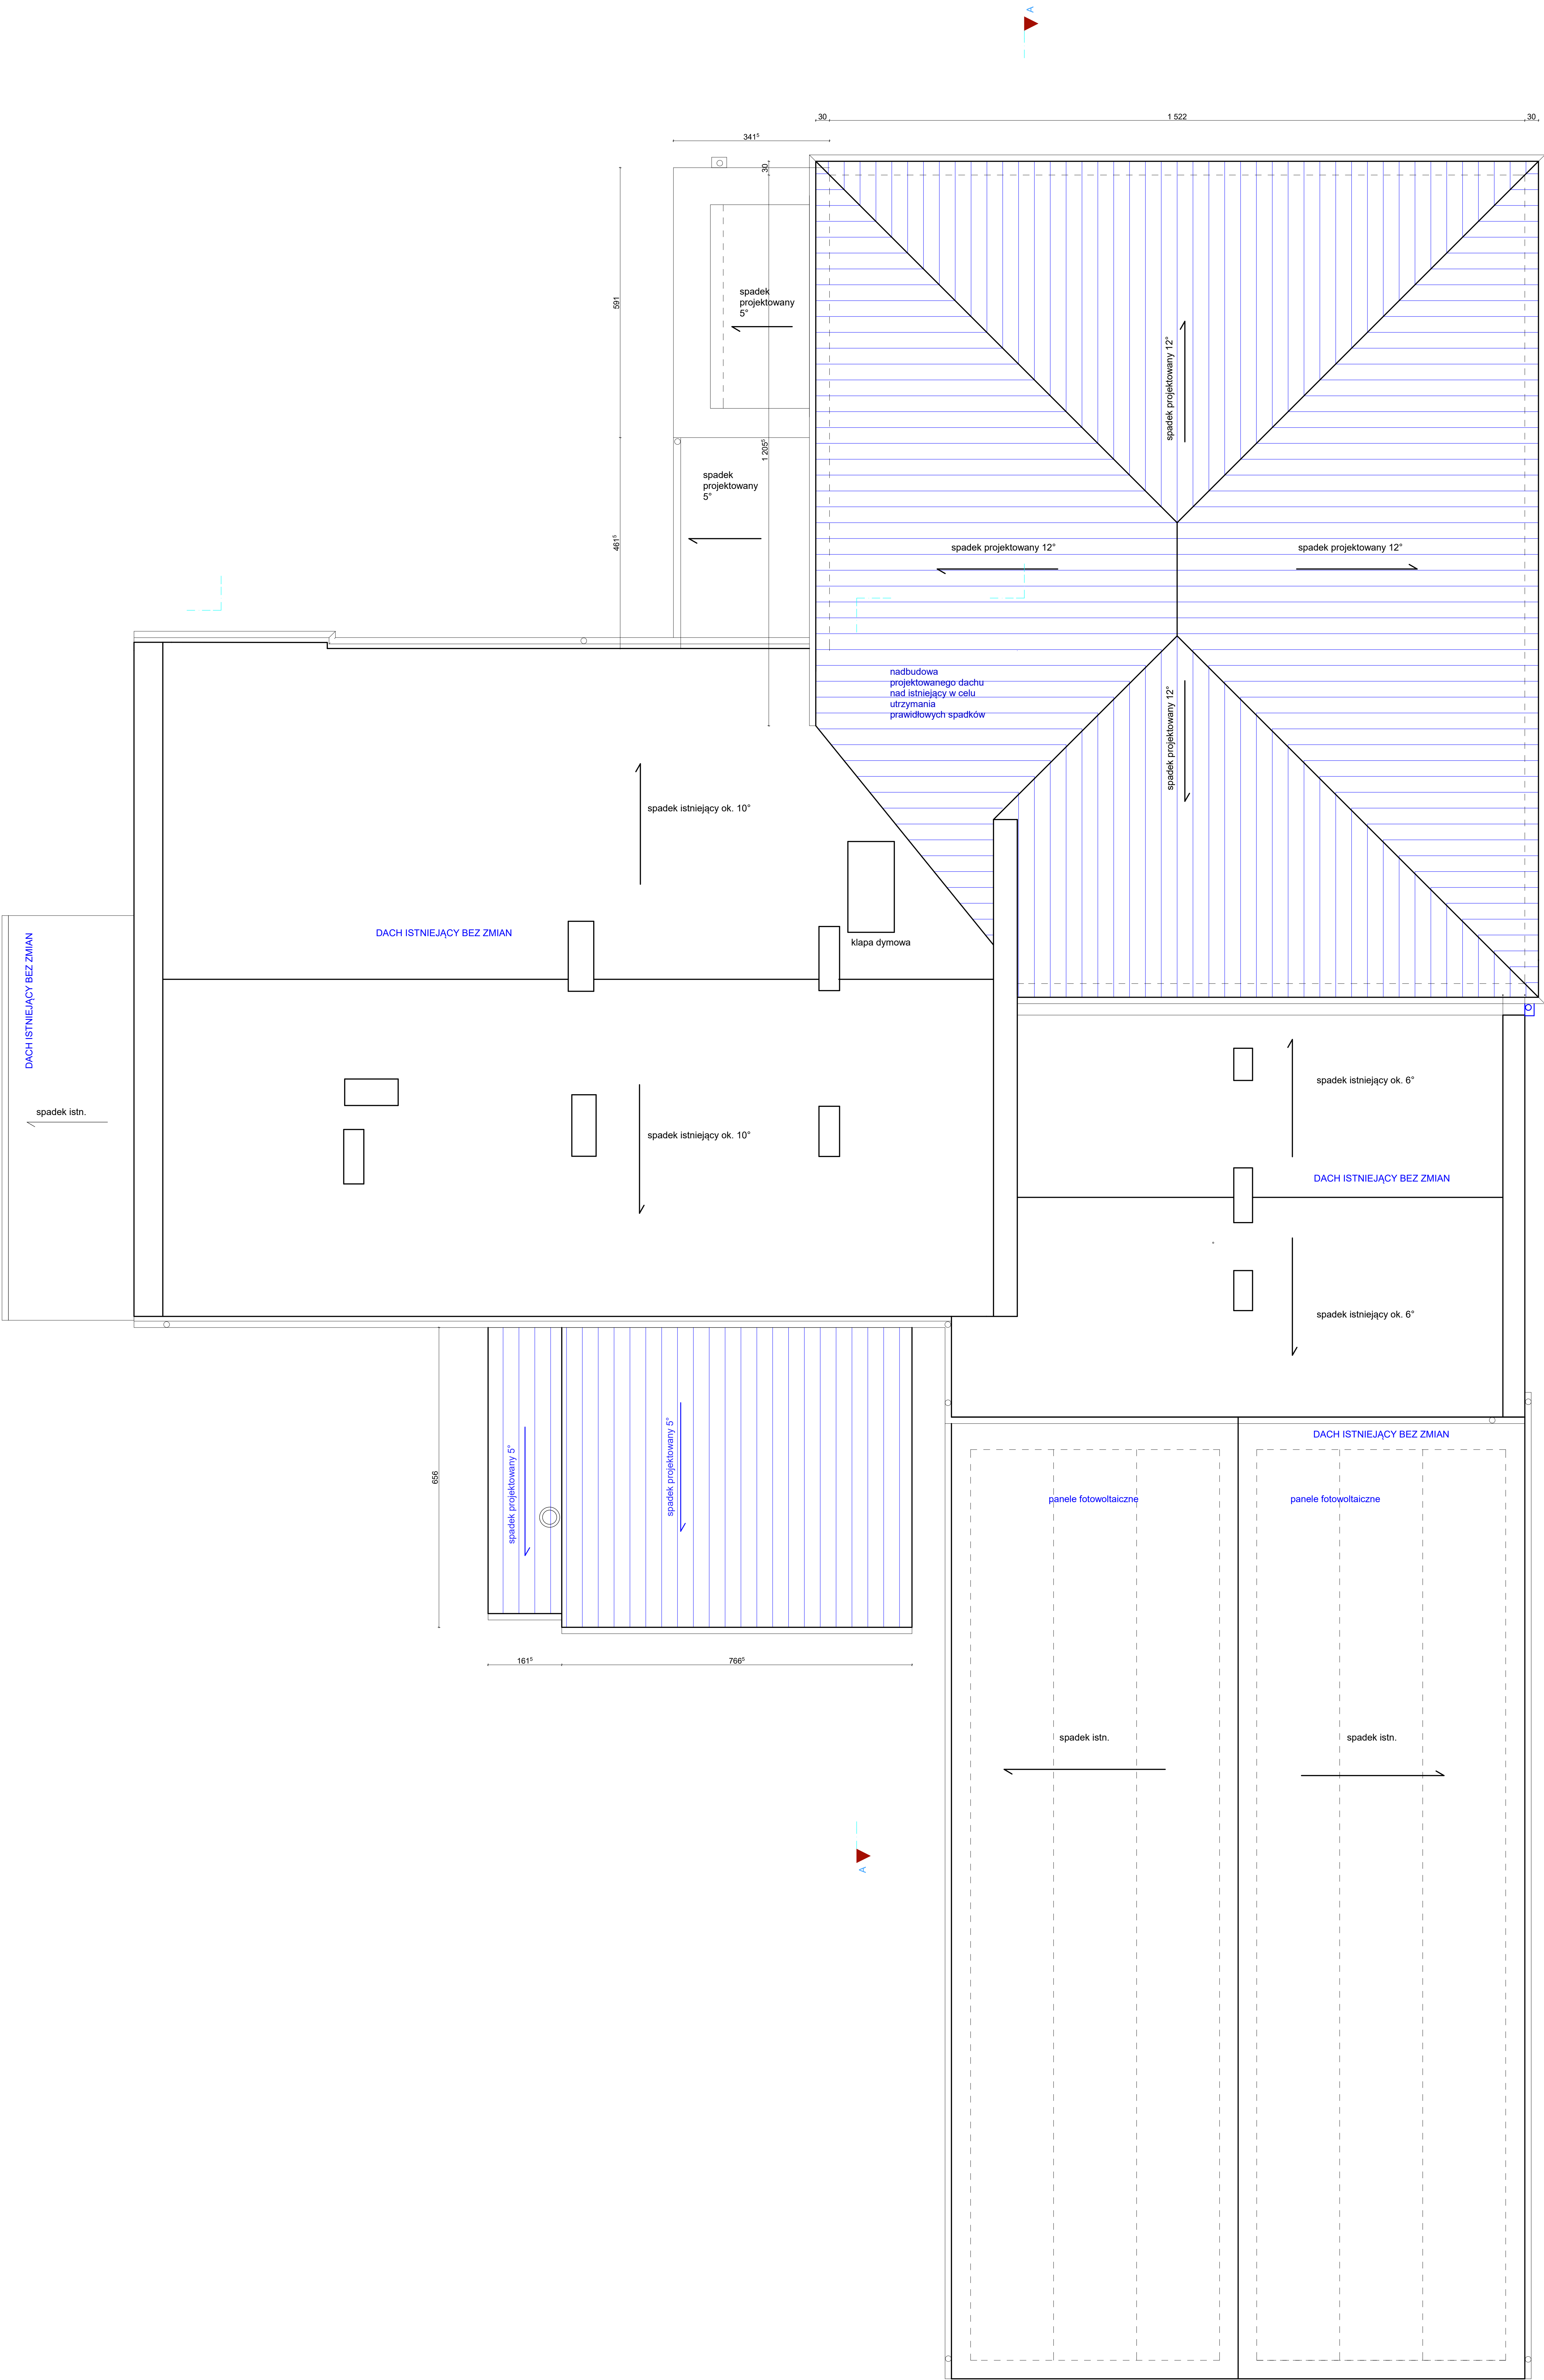 A
30
1 522
30
341⁵
30
591
spadek
projektowany
5°
spadek projektowany 12°
1 205⁵
spadek
projektowany
5°
461⁵
spadek projektowany 12°
spadek projektowany 12°
nadbudowa
projektowanego dachu
nad istniejący w celu
utrzymania
prawidłowych spadków
spadek projektowany 12°
spadek istniejący ok. 10°
DACH ISTNIEJĄCY BEZ ZMIAN
klapa dymowa
DACH ISTNIEJĄCY BEZ ZMIAN
spadek istn.
spadek istniejący ok. 10°
spadek istniejący ok. 6°
DACH ISTNIEJĄCY BEZ ZMIAN
spadek istniejący ok. 6°
656
spadek projektowany 5°
spadek projektowany 5°
DACH ISTNIEJĄCY BEZ ZMIAN
panele fotowoltaiczne
panele fotowoltaiczne
161⁵
766⁵
spadek istn.
spadek istn.
A